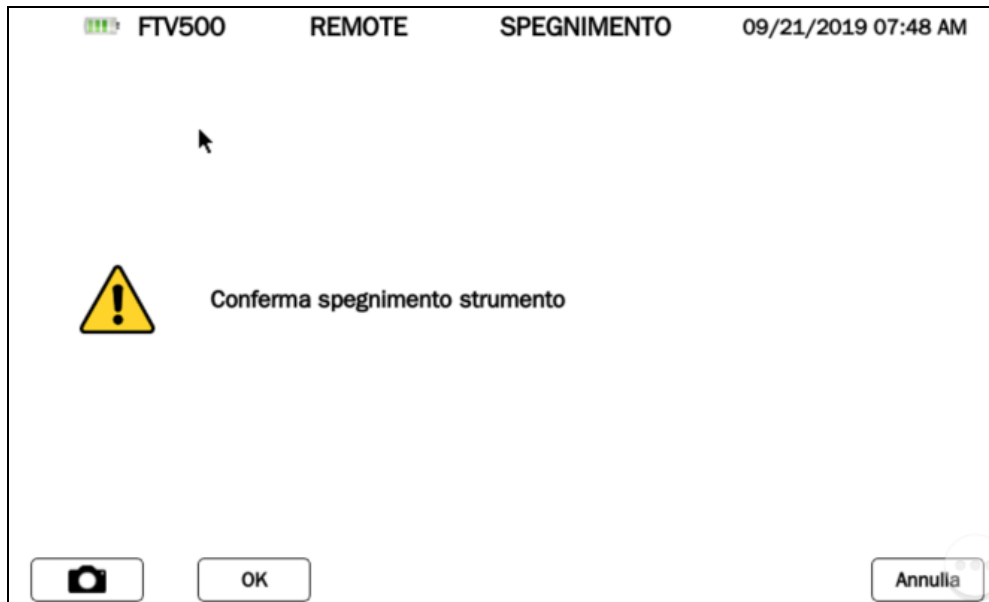 FTV500 REMOTE SPEGNIMENTO 09/21/2019 07:48 AM
Conferma spegnimento strumento
OK Annulla